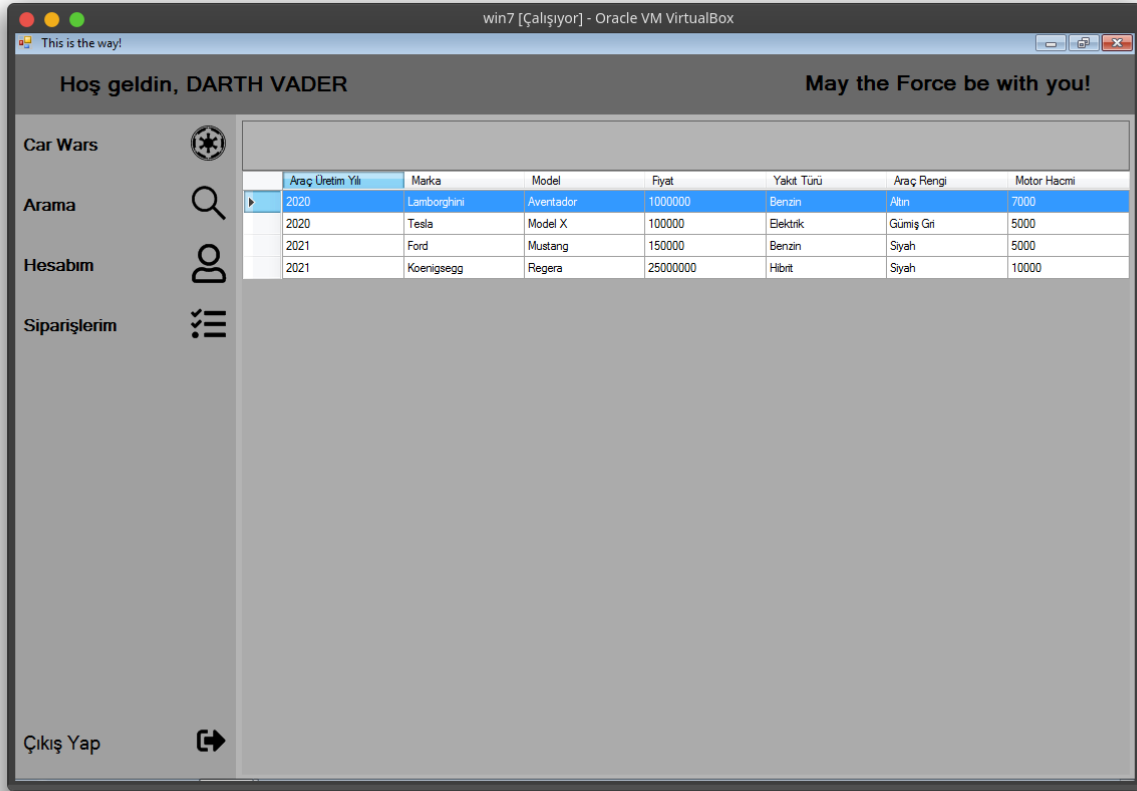 win7 [Çalışıyor] - Oracle VM VirtualBox
This is the way!
Hoş geldin, DARTH VADER
May the Force be with you!
Car Wars
Arama
Hesabım
Siparişlerim
Çıkış Yap
Araç Üretim Yılı Marka Model Fiyat Yakıt Türü Araç Rengi Motor Hacmi
2020 Lamborghini Aventador 1000000 Benzin Altın 7000
2020 Tesla Model X 100000 Elektrik Gümiş Gri 5000
2021 Ford Mustang 150000 Benzin Siyah 5000
2021 Koenigsegg Regera 25000000 Hibrit Siyah 10000